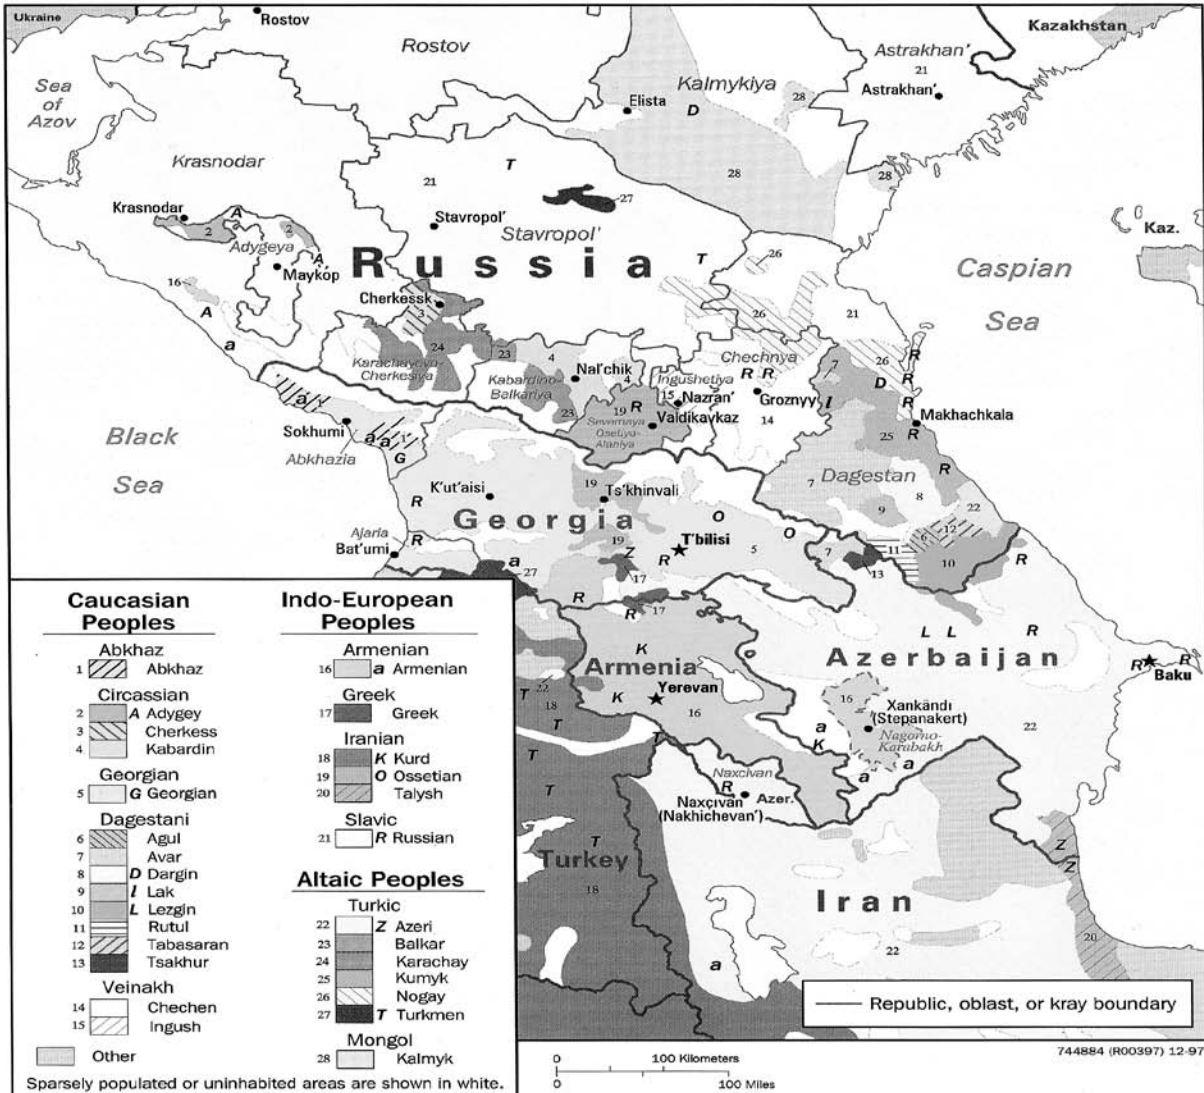 Ukraine
Rostov
Rostov
Kazakhstan
Astrakhan'
21
Astrakhan'
Sea
of
Azov
Kalmykiya
28
Elista
D
Krasnodar
T
21
27
28
28
Krasnodar
A
2
2
Adygeya
A
Maykop
Stavropol'
Stavropol'
Kaz.
Russia
T
26
Caspian
Sea
16
A
a
Cherkessk
3
24
23
Karachayevo-
Cherkesiya
4
Nal'chik
4
Kabardino-
Balkariya
23
Ingushetiya
15
Nazran'
19
R
Valdikavkaz
Severnaya
Osetiya-
Alaniya
Chechnya
R
R
Groznyy
14
26
21
26
R
R
R
7
D
l
Makhachkala
R
25
R
Dagestan
7
8
9
22
12
6
11
10
R
Black
Sea
a
1
Sokhumi
a
a
1
Abkhazia
G
K'ut'aisi
R
19
Ts'khinvali
Georgia
O
O
19
T'bilisi
Z
R
5
7
13
17
Ajaria
R
Bat'umi
a
27
R
17
R
K
Armenia
K
Yerevan
16
L
L
R
Azerbaijan
R
R
Baku
16
Xankändı
(Stepanakert)
Nagorno-
Karabakh
a
K
a
a
22
T
22
18
T
T
T
T
Turkey
18
T
Naxcivan
R
Naxçıvan
(Nakhichevan')
Azer.
Z
Z
Iran
20
22
a
Caucasian
Peoples
Abkhaz
1 Abkhaz
Circassian
2 A Adygey
3 Cherkess
4 Kabardin
Georgian
5 G Georgian
Dagestani
6 Agul
7 Avar
8 D Dargin
9 l Lak
10 L Lezgin
11 Rutul
12 Tabasaran
13 Tsakhur
Veinakh
14 Chechen
15 Ingush
Other
Indo-European
Peoples
Armenian
16 a Armenian
Greek
17 Greek
Iranian
18 K Kurd
19 O Ossetian
20 Talysh
Slavic
21 R Russian
Altaic Peoples
Turkic
22 Z Azeri
23 Balkar
24 Karachay
25 Kumyk
26 Nogay
27 T Turkmen
Mongol
28 Kalmyk
Sparsely populated or uninhabited areas are shown in white.
Republic, oblast, or kray boundary
744884 (R00397) 12-97
0 100 Kilometers
0 100 Miles